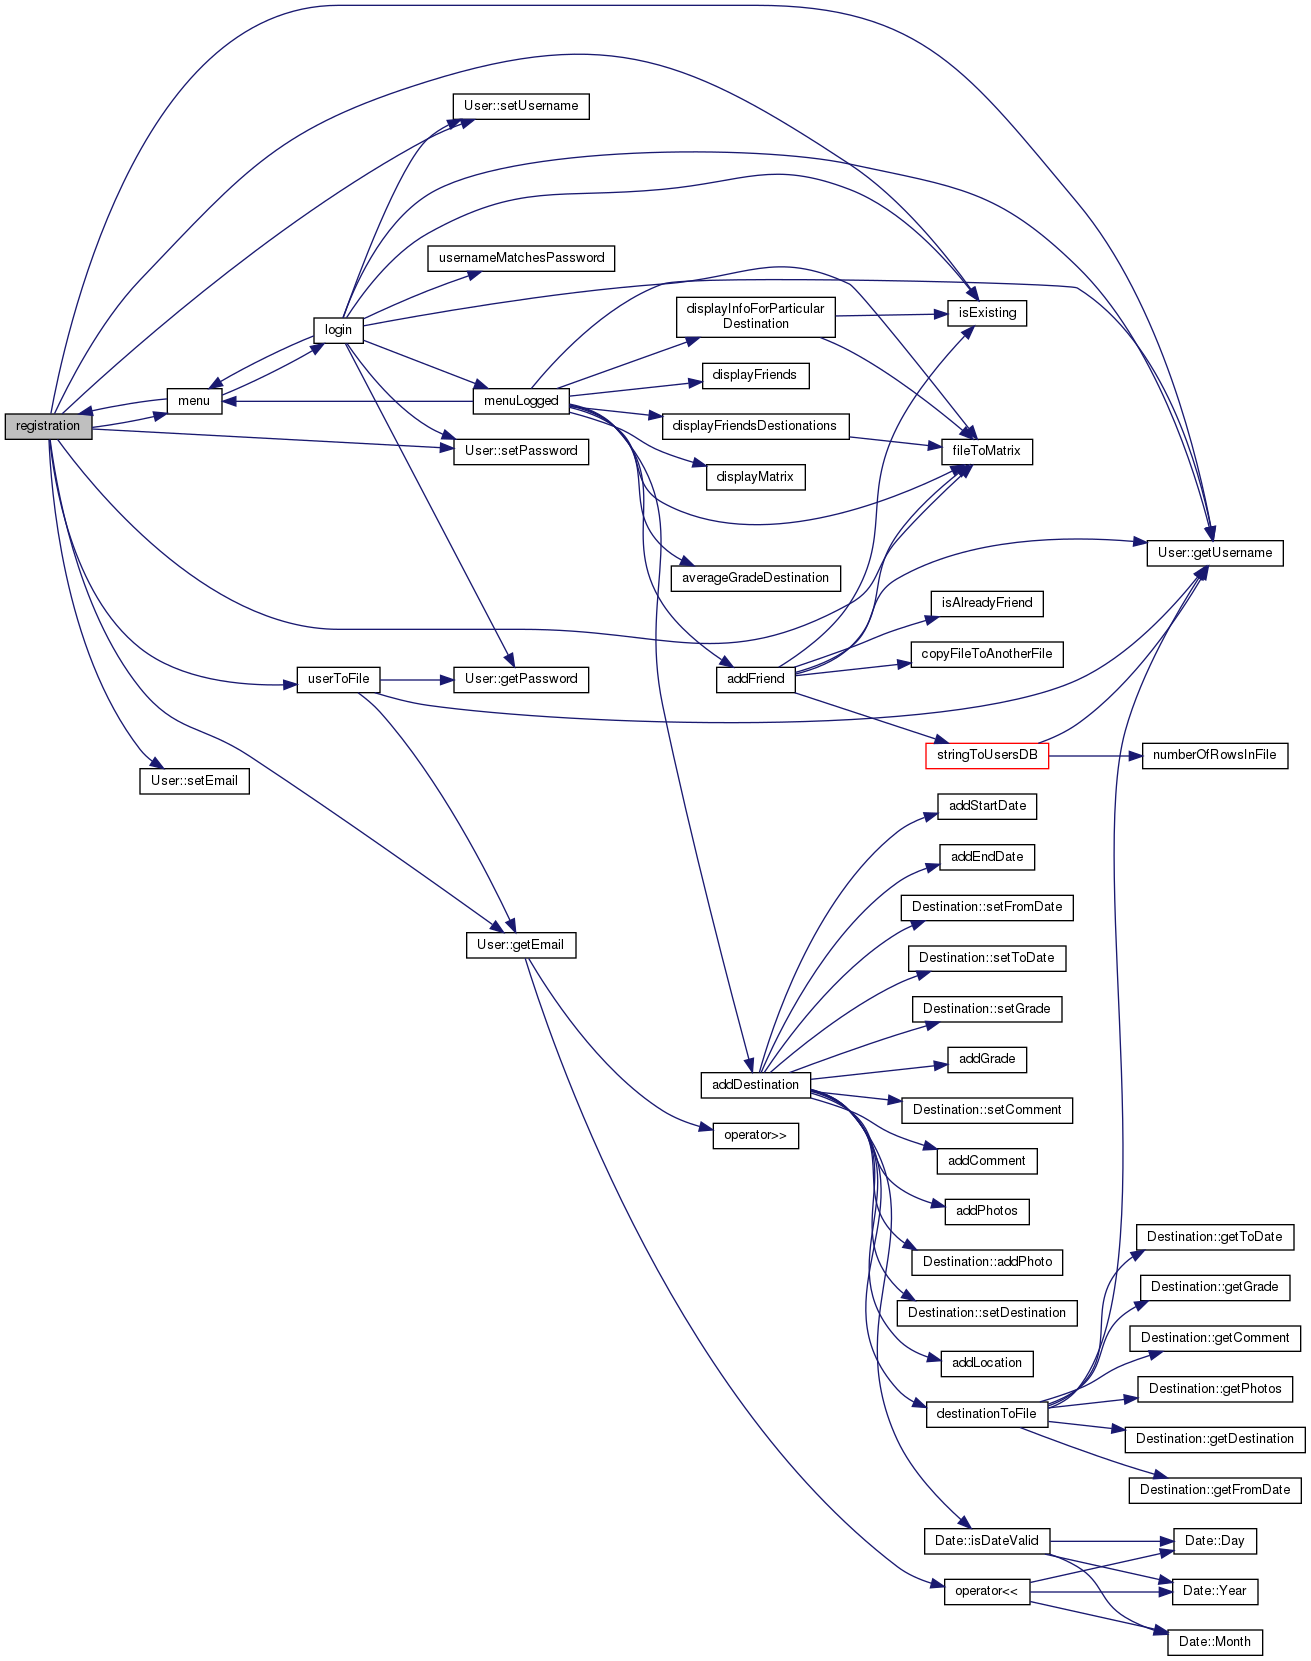 User::setUsername
usernameMatchesPassword
displayInfoForParticular
Destination
isExisting
login
displayFriends
menu
menuLogged
registration
displayFriendsDestionations
User::setPassword
fileToMatrix
displayMatrix
User::getUsername
averageGradeDestination
isAlreadyFriend
copyFileToAnotherFile
userToFile
User::getPassword
addFriend
stringToUsersDB
numberOfRowsInFile
User::setEmail
addStartDate
addEndDate
Destination::setFromDate
User::getEmail
Destination::setToDate
Destination::setGrade
addGrade
addDestination
Destination::setComment
operator>>
addComment
addPhotos
Destination::getToDate
Destination::addPhoto
Destination::getGrade
Destination::setDestination
Destination::getComment
addLocation
Destination::getPhotos
destinationToFile
Destination::getDestination
Destination::getFromDate
Date::isDateValid
Date::Day
operator<<
Date::Year
Date::Month